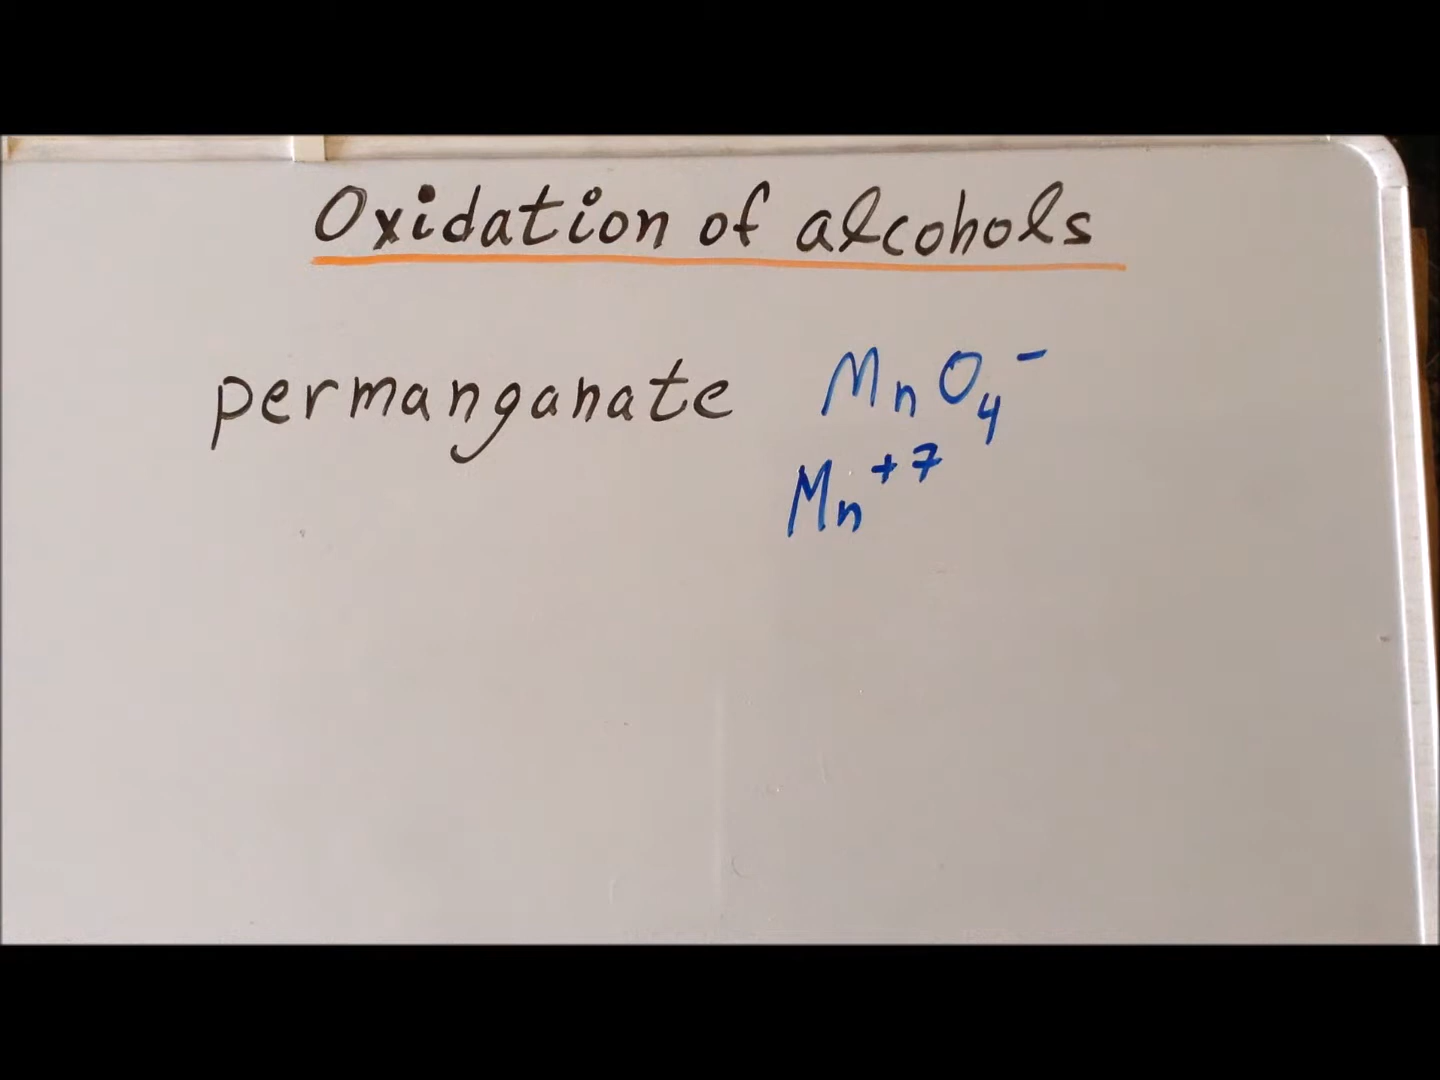 Oxidation of alcohols
permanganate MnO₄⁻
Mn⁺⁷